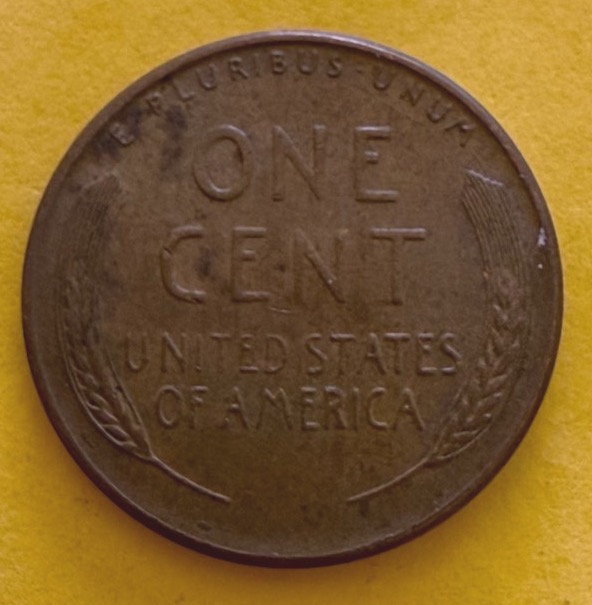 E · PLURIBUS · UNUM
ONE
CENT
UNITED STATES
OF AMERICA